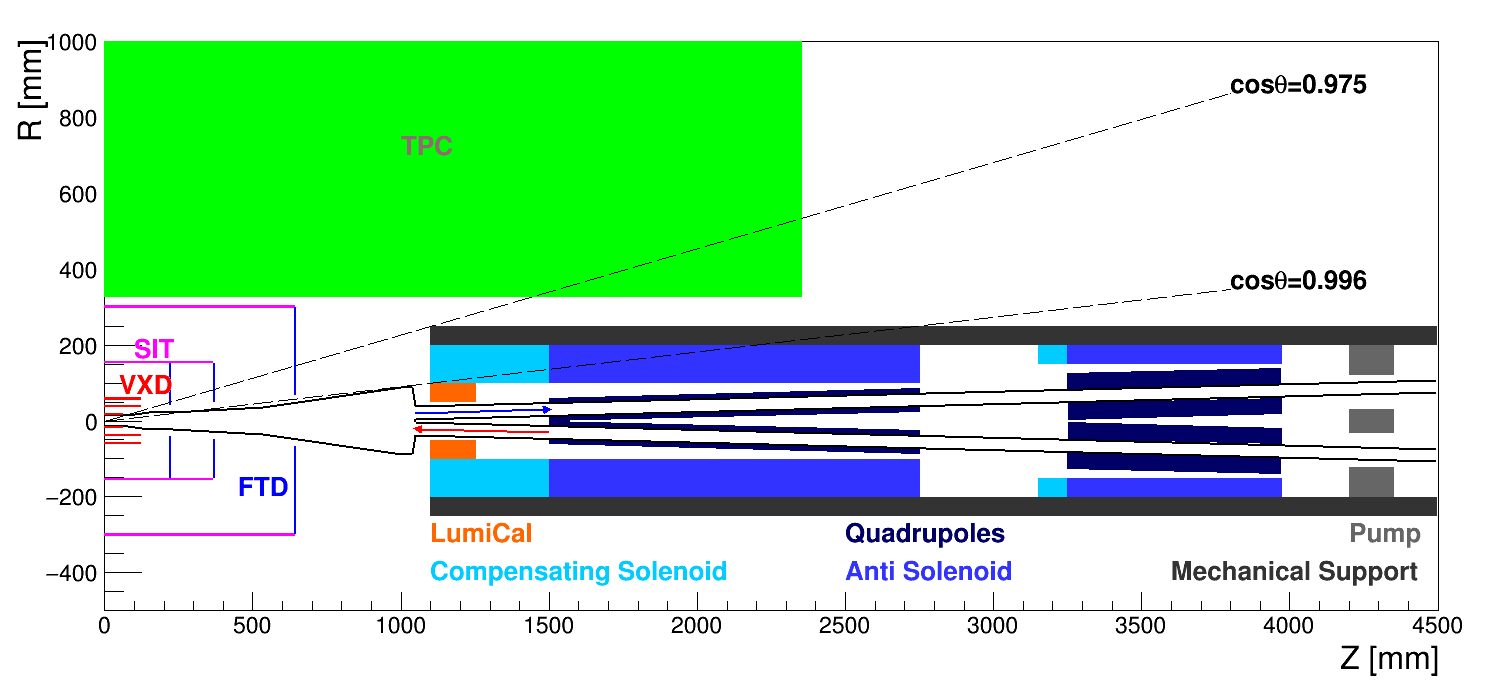 R [mm]
1000
800
600
400
200
0
−200
−400
cosθ=0.975
TPC
cosθ=0.996
SIT
VXD
FTD
LumiCal
Quadrupoles
Pump
Compensating Solenoid
Anti Solenoid
Mechanical Support
0 500 1000 1500 2000 2500 3000 3500 4000 4500
Z [mm]